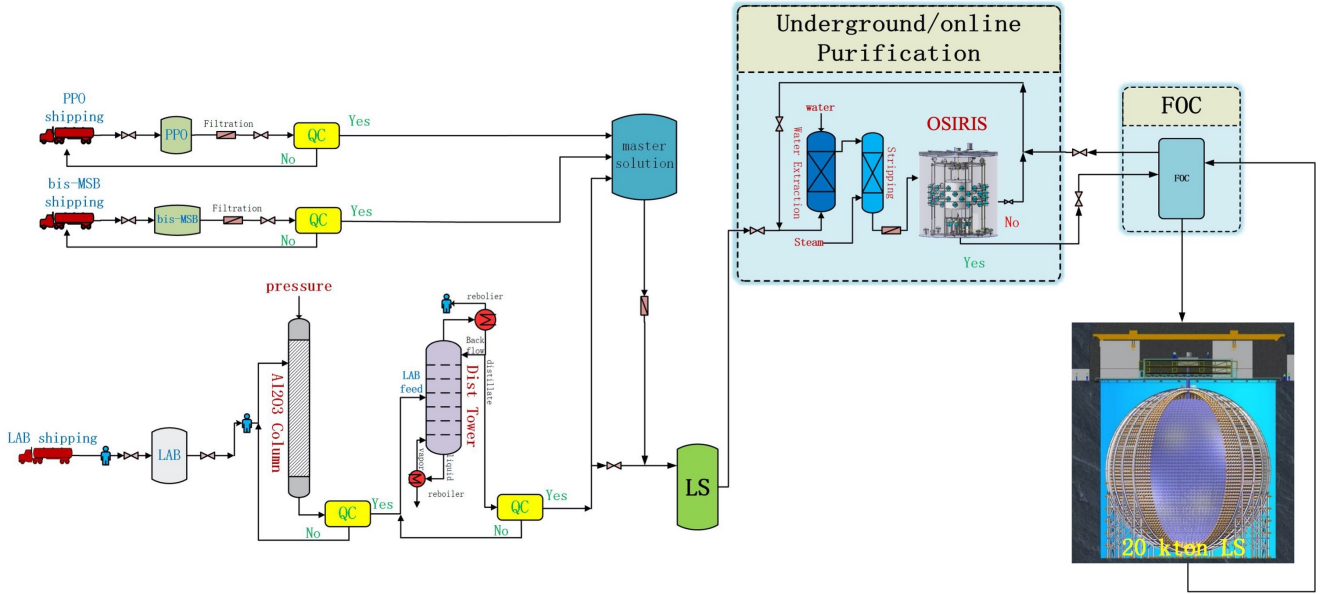 Underground/online
Purification
PPO
shipping
PPO
Filtration
QC
Yes
No
bis-MSB
shipping
bis-MSB
Filtration
QC
Yes
No
master
solution
water
Water Extraction
Stripping
OSIRIS
Steam
No
Yes
FOC
FOC
pressure
Al2O3 Column
LAB shipping
LAB
QC
Yes
No
rebolier
Back
flow
distillate
LAB
feed
Dist Tower
vapor
liquid
reboiler
QC
Yes
No
LS
20 kton LS